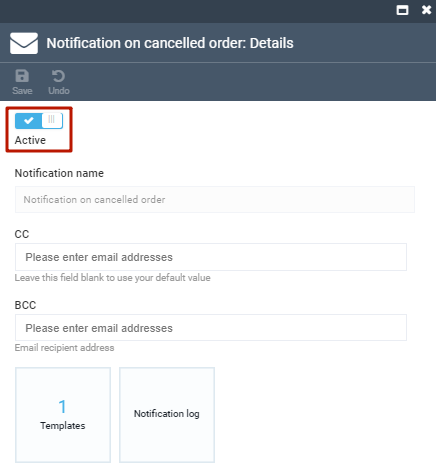 Notification on cancelled order: Details
Save Undo
Active
Notification name
Notification on cancelled order
CC
Please enter email addresses
Leave this field blank to use your default value
BCC
Please enter email addresses
Email recipient address
1
Templates
Notification log